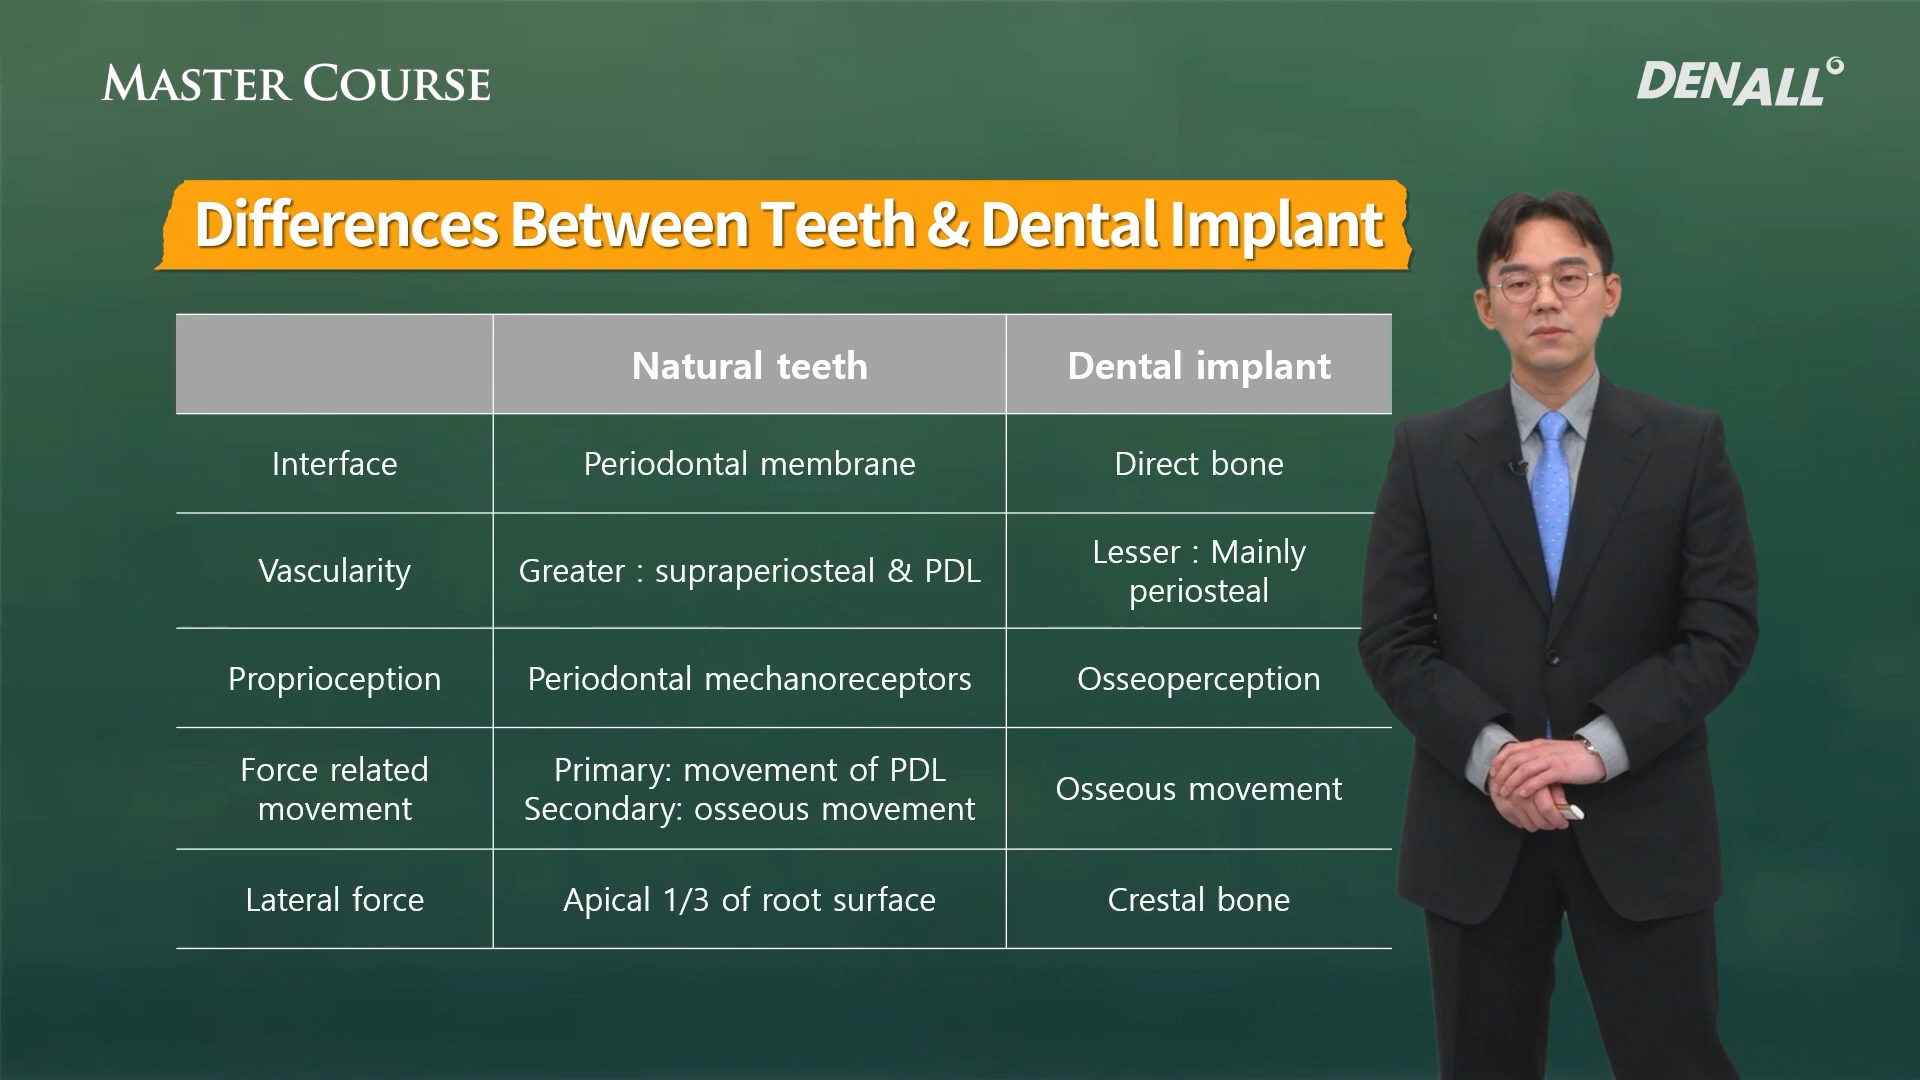 MASTER COURSE
DENALL
Differences Between Teeth & Dental Implant
Natural teeth
Dental implant
Interface
Periodontal membrane
Direct bone
Vascularity
Greater : supraperiosteal & PDL
Lesser : Mainly
periosteal
Proprioception
Periodontal mechanoreceptors
Osseoperception
Force related
movement
Primary: movement of PDL
Secondary: osseous movement
Osseous movement
Lateral force
Apical 1/3 of root surface
Crestal bone